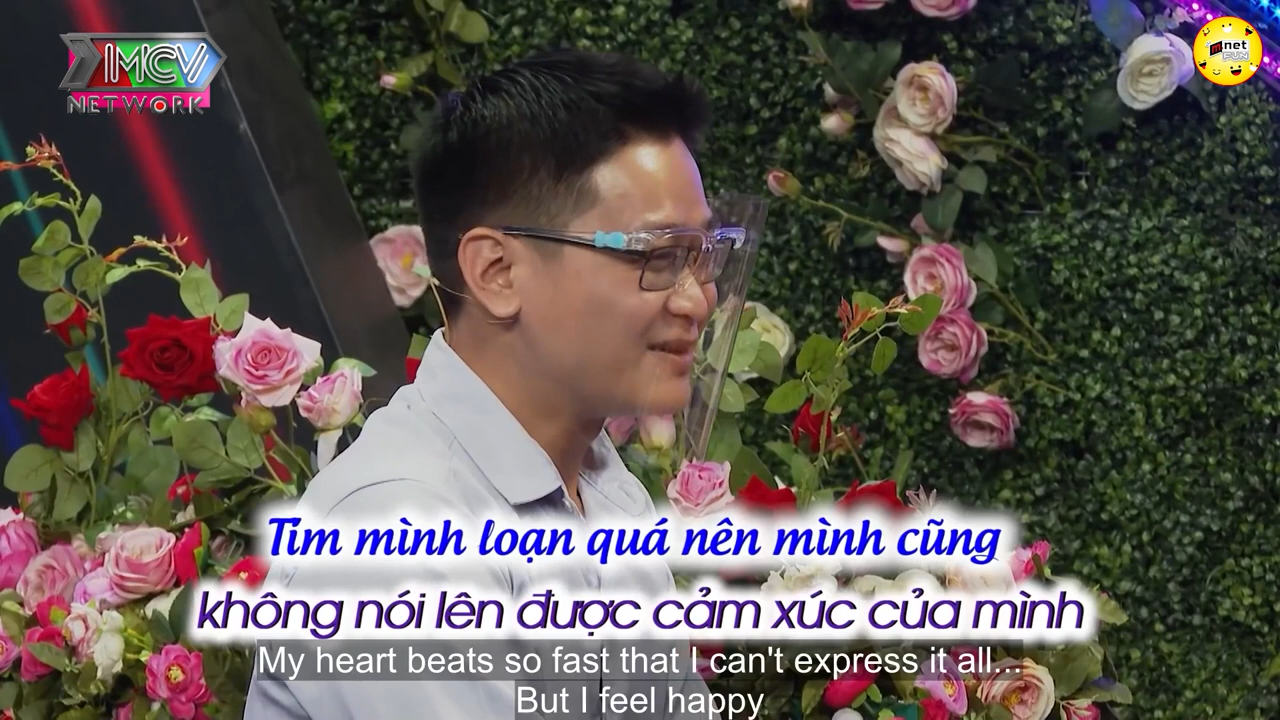 MCV
NETWORK
mnet
FUN
Tim mình loạn quá nên mình cũng
không nói lên được cảm xúc của mình
My heart beats so fast that I can't express it all...
But I feel happy